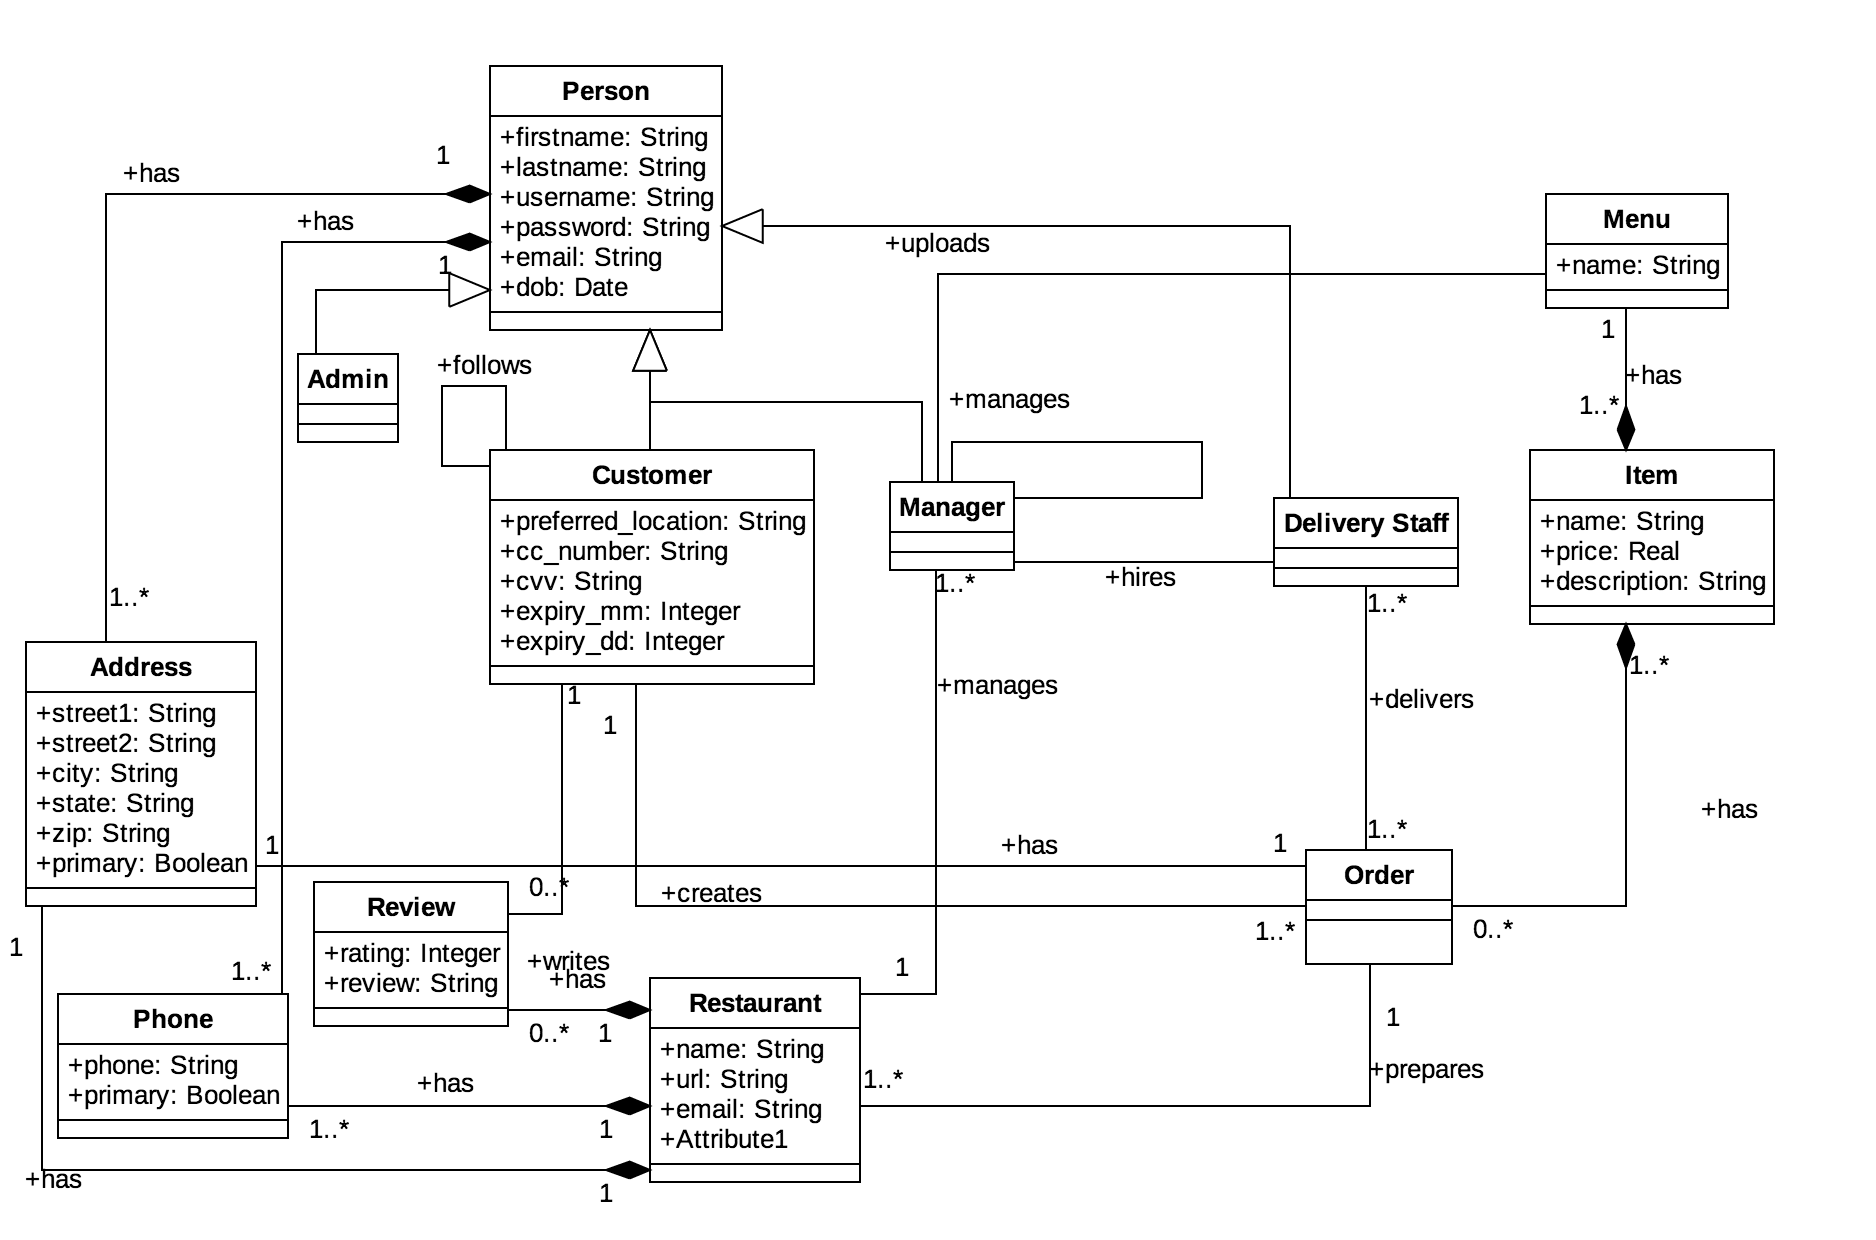 Person
+firstname: String
+lastname: String
+username: String
+password: String
+email: String
+dob: Date
1
+has
+has
1
+uploads
Menu
+name: String
1
+has
1..*
Admin
+follows
+manages
Customer
+preferred_location: String
+cc_number: String
+cvv: String
+expiry_mm: Integer
+expiry_dd: Integer
Manager
1..*
+hires
Delivery Staff
1..*
Item
+name: String
+price: Real
+description: String
1..*
1..*
Address
+street1: String
+street2: String
+city: String
+state: String
+zip: String
+primary: Boolean
1
1
+manages
+delivers
+has
1
+has
1
1..*
Order
0..*
+creates
1..*
0..*
Review
+rating: Integer
+review: String
+writes
+has
0..*
1
1
1
1..*
Phone
+phone: String
+primary: Boolean
+has
1..*
1
Restaurant
+name: String
+url: String
+email: String
+Attribute1
1..*
1
+prepares
+has
1